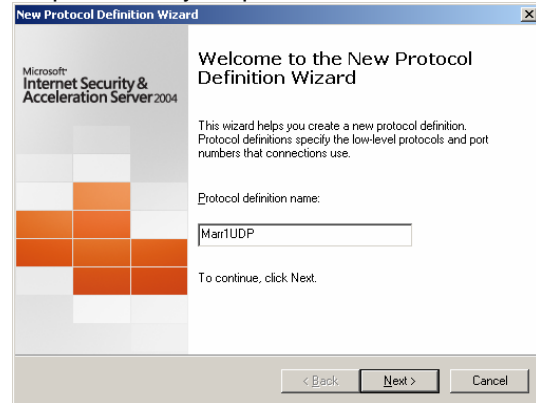 New Protocol Definition Wizard
Microsoft
Internet Security &
Acceleration Server 2004
Welcome to the New Protocol
Definition Wizard
This wizard helps you create a new protocol definition.
Protocol definitions specify the low-level protocols and port
numbers that connections use.
Protocol definition name:
Marr1UDP
To continue, click Next.
< Back
Next >
Cancel